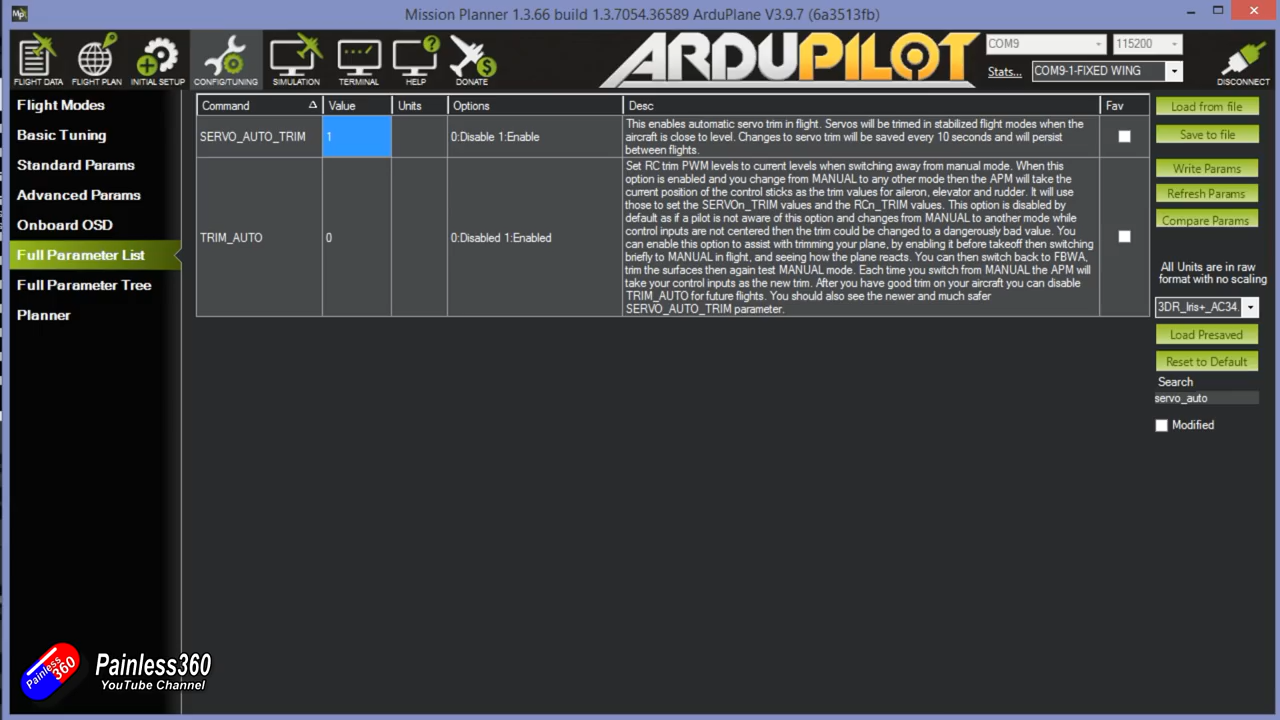 Mp
Mission Planner 1.3.66 build 1.3.7054.36589 ArduPlane V3.9.7 (6a3513fb)
FLIGHT DATA
FLIGHT PLAN
INITIAL SETUP
CONFIG/TUNING
SIMULATION
TERMINAL
HELP
DONATE
ARDUPILOT
COM9
115200
Stats...
COM9-1-FIXED WING
DISCONNECT
Flight Modes
Basic Tuning
Standard Params
Advanced Params
Onboard OSD
Full Parameter List
Full Parameter Tree
Planner
Command Value Units Options Desc Fav
SERVO_AUTO_TRIM
1
0:Disable 1:Enable
This enables automatic servo trim in flight. Servos will be trimed in stabilized flight modes when the
aircraft is close to level. Changes to servo trim will be saved every 10 seconds and will persist
between flights.
TRIM_AUTO
0
0:Disabled 1:Enabled
Set RC trim PWM levels to current levels when switching away from manual mode. When this
option is enabled and you change from MANUAL to any other mode then the APM will take the
current position of the control sticks as the trim values for aileron, elevator and rudder. It will use
those to set the SERVOn_TRIM values and the RCn_TRIM values. This option is disabled by
default as if a pilot is not aware of this option and changes from MANUAL to another mode while
control inputs are not centered then the trim could be changed to a dangerously bad value. You
can enable this option to assist with trimming your plane, by enabling it before takeoff then switching
briefly to MANUAL in flight, and seeing how the plane reacts. You can then switch back to FBWA,
trim the surfaces then again test MANUAL mode. Each time you switch from MANUAL the APM will
take your control inputs as the new trim. After you have good trim on your aircraft you can disable
TRIM_AUTO for future flights. You should also see the newer and much safer
SERVO_AUTO_TRIM parameter.
Load from file
Save to file
Write Params
Refresh Params
Compare Params
All Units are in raw
format with no scaling
3DR_Iris+_AC34.
Load Presaved
Reset to Default
Search
servo_auto
Modified
Painless
360
Painless360
YouTube Channel